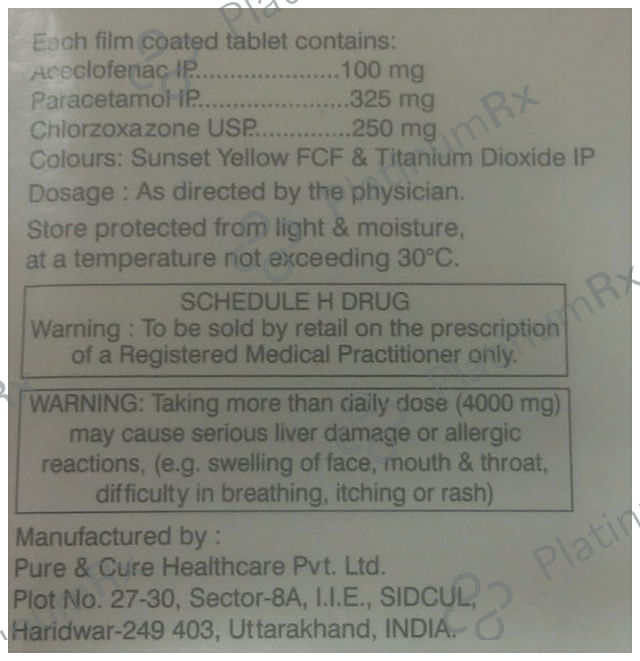 Each film coated tablet contains:
Aceclofenac IP.....................100 mg
Paracetamol IP......................325 mg
Chlorzoxazone USP..............250 mg
Colours: Sunset Yellow FCF & Titanium Dioxide IP
Dosage : As directed by the physician.
Store protected from light & moisture,
at a temperature not exceeding 30°C.
SCHEDULE H DRUG
Warning : To be sold by retail on the prescription
of a Registered Medical Practitioner only.
WARNING: Taking more than daily dose (4000 mg)
may cause serious liver damage or allergic
reactions, (e.g. swelling of face, mouth & throat,
difficulty in breathing, itching or rash)
Manufactured by :
Pure & Cure Healthcare Pvt. Ltd.
Plot No. 27-30, Sector-8A, I.I.E., SIDCUL,
Haridwar-249 403, Uttarakhand, INDIA.
PlatinumRx
PlatinumRx